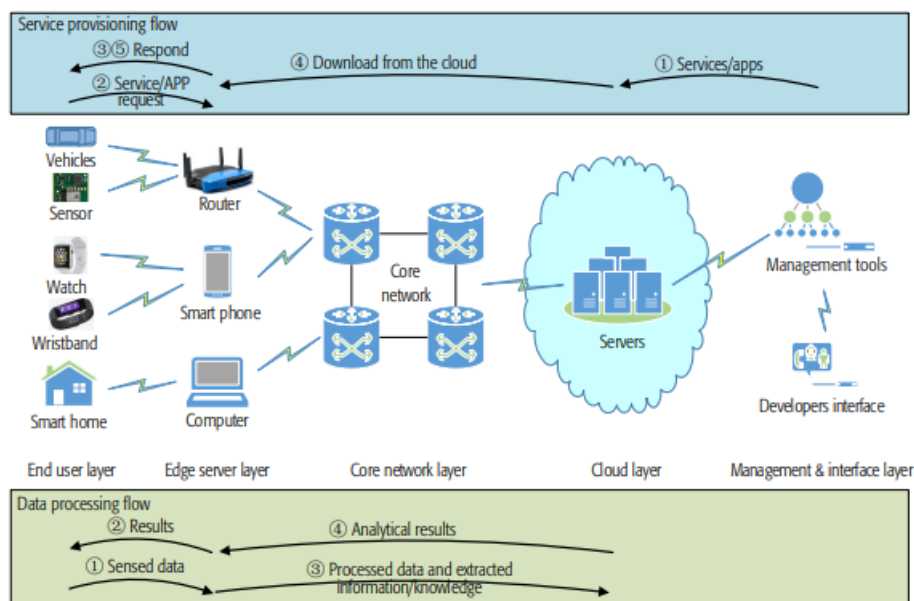 Service provisioning flow
③⑤ Respond
④ Download from the cloud
① Services/apps
② Service/APP
request
Vehicles
Sensor
Router
Watch
Smart phone
Wristband
Smart home
Computer
Core
network
Servers
Management tools
Developers interface
End user layer
Edge server layer
Core network layer
Cloud layer
Management & interface layer
Data processing flow
② Results
④ Analytical results
① Sensed data
③ Processed data and extracted
information/knowledge